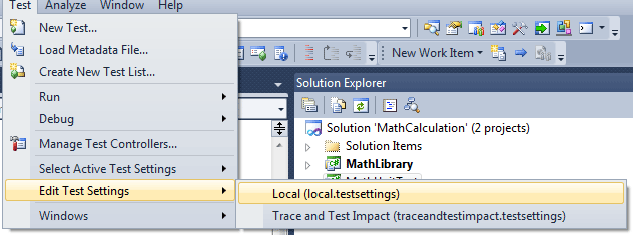 Test Analyze Window Help
New Test...
Load Metadata File...
Create New Test List...
Run
Debug
Manage Test Controllers...
Select Active Test Settings
Edit Test Settings
Windows
Local (local.testsettings)
Trace and Test Impact (traceandtestimpact.testsettings)
New Work Item
Solution Explorer
Solution 'MathCalculation' (2 projects)
Solution Items
MathLibrary